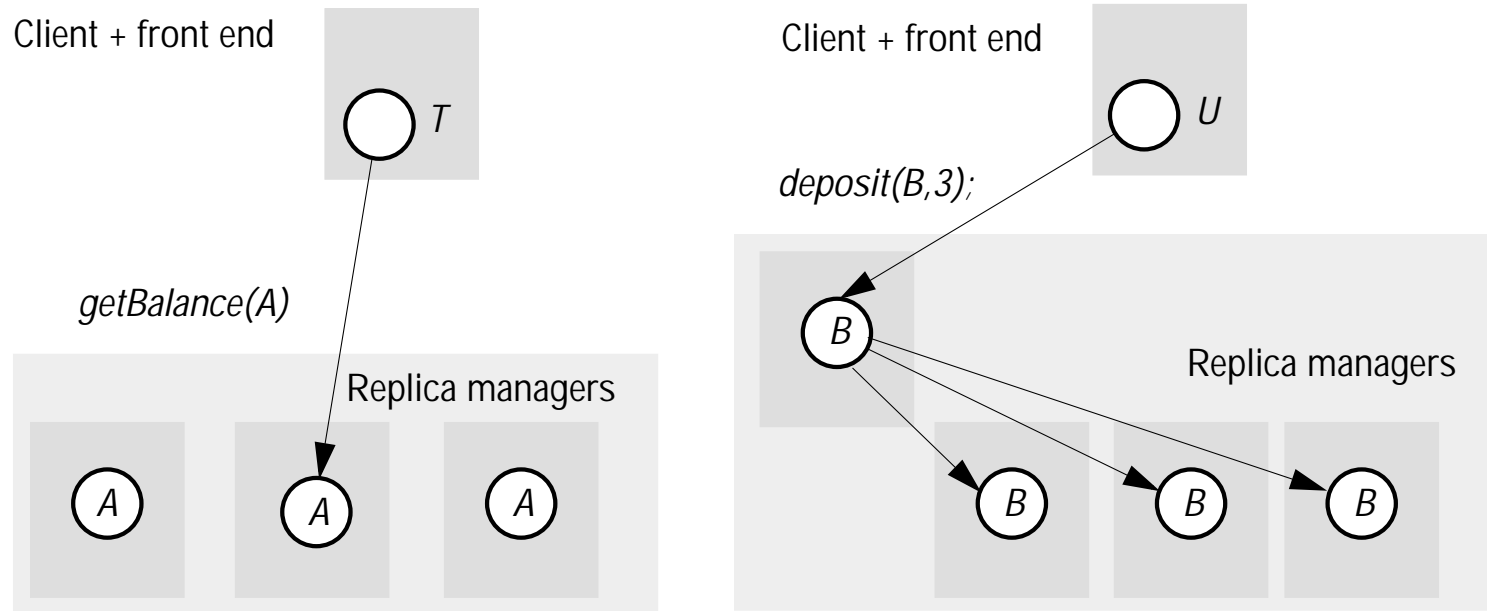 Client + front end
T
getBalance(A)
Replica managers
A
A
A
Client + front end
U
deposit(B,3);
B
Replica managers
B
B
B